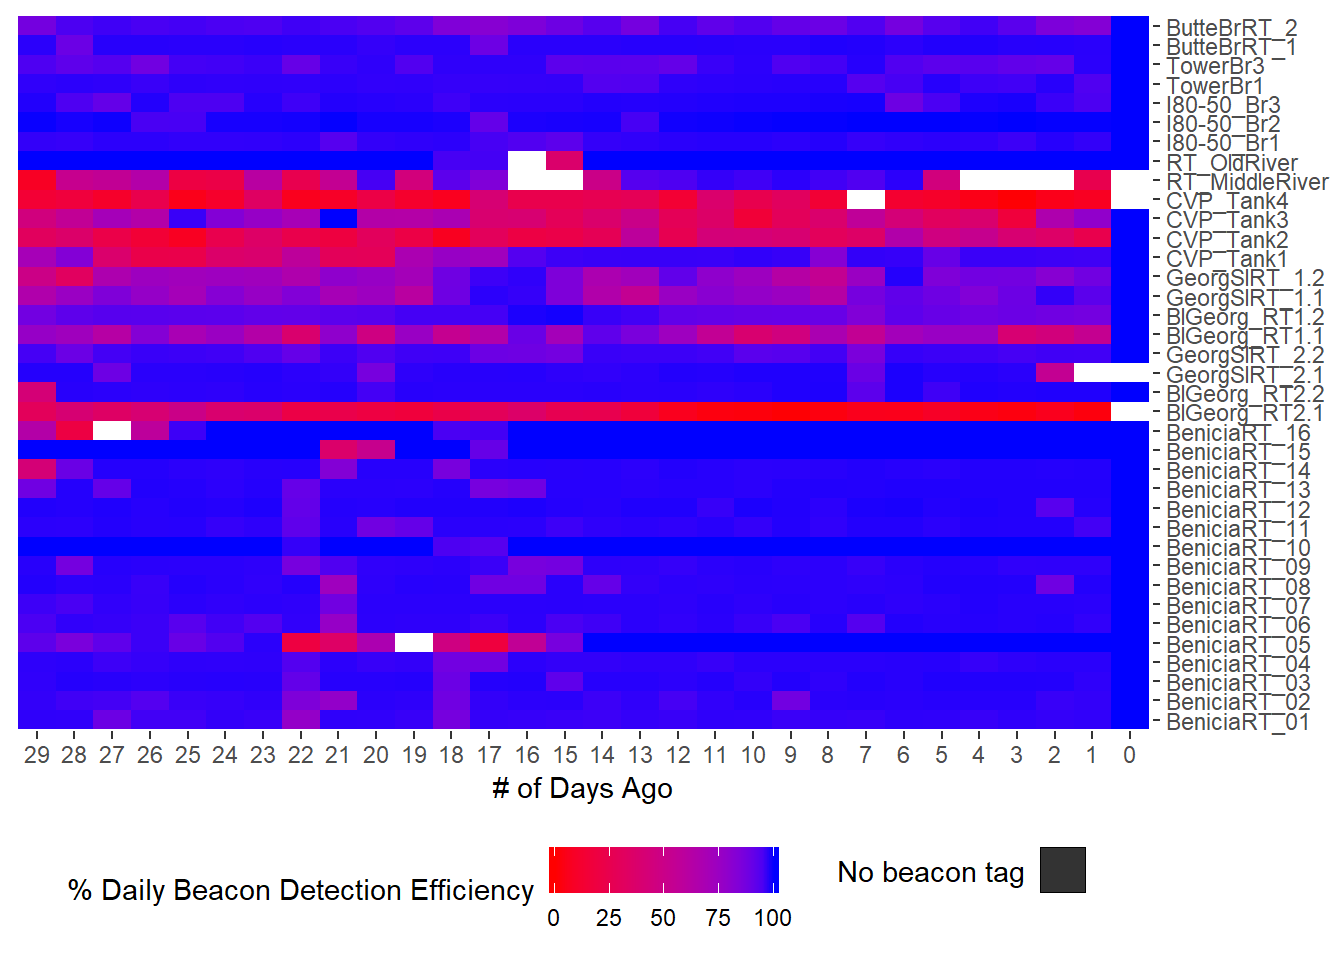 ButteBrRT_2
ButteBrRT_1
TowerBr3
TowerBr1
I80-50_Br3
I80-50_Br2
I80-50_Br1
RT_OldRiver
RT_MiddleRiver
CVP_Tank4
CVP_Tank3
CVP_Tank2
CVP_Tank1
GeorgSlRT_1.2
GeorgSlRT_1.1
BlGeorg_RT1.2
BlGeorg_RT1.1
GeorgSlRT_2.2
GeorgSlRT_2.1
BlGeorg_RT2.2
BlGeorg_RT2.1
BeniciaRT_16
BeniciaRT_15
BeniciaRT_14
BeniciaRT_13
BeniciaRT_12
BeniciaRT_11
BeniciaRT_10
BeniciaRT_09
BeniciaRT_08
BeniciaRT_07
BeniciaRT_06
BeniciaRT_05
BeniciaRT_04
BeniciaRT_03
BeniciaRT_02
BeniciaRT_01
29 28 27 26 25 24 23 22 21 20 19 18 17 16 15 14 13 12 11 10 9 8 7 6 5 4 3 2 1 0
# of Days Ago
% Daily Beacon Detection Efficiency
0 25 50 75 100
No beacon tag